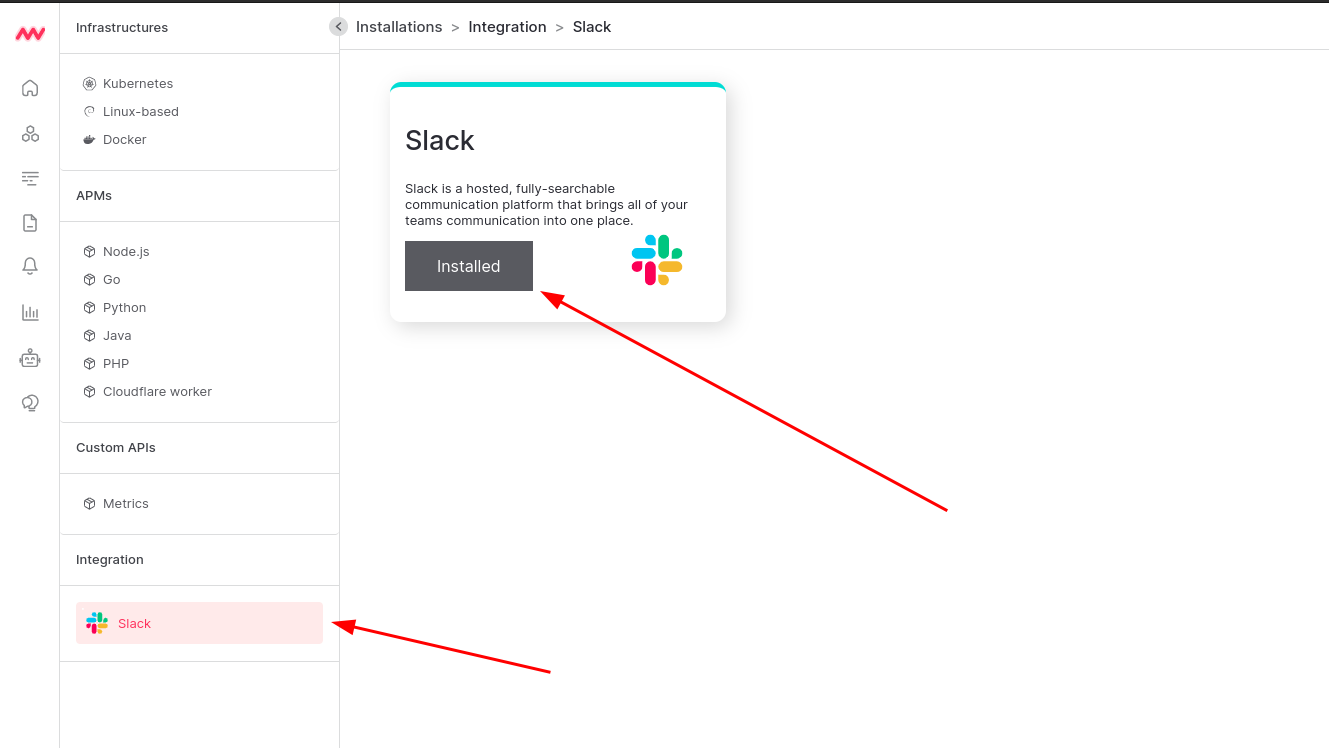 Infrastructures
Installations > Integration > Slack
Kubernetes
Linux-based
Docker
APMs
Node.js
Go
Python
Java
PHP
Cloudflare worker
Custom APIs
Metrics
Integration
Slack
Slack
Slack is a hosted, fully-searchable
communication platform that brings all of your
teams communication into one place.
Installed